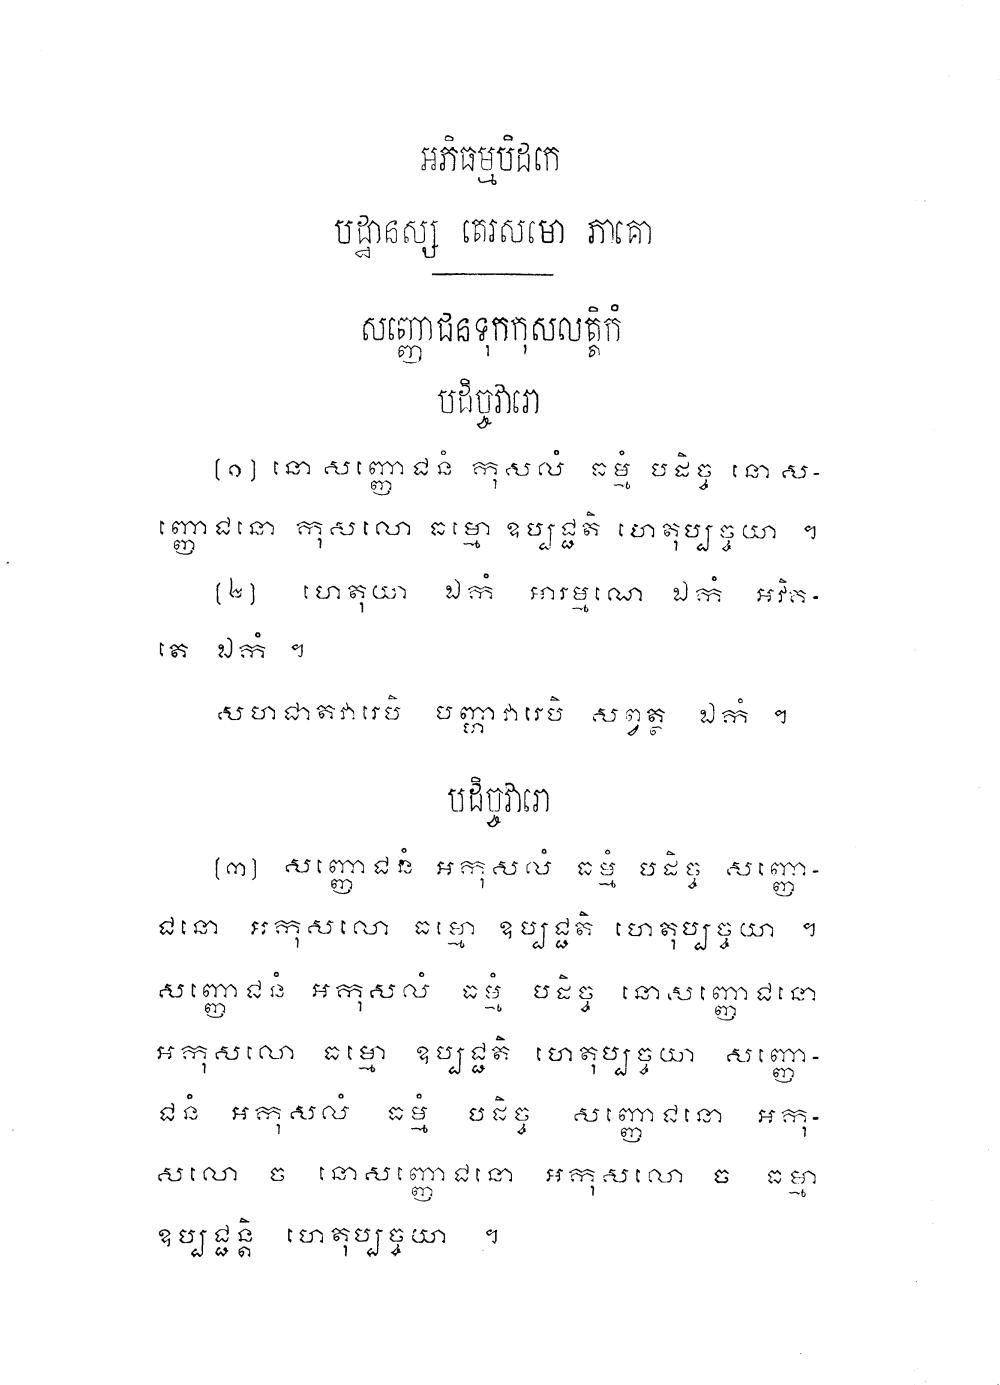 អភិធម្មបិដកេ
បដ្ឋានស្ស តេរសមោ ភាគោ
សញ្ញោជនទុកកុសលត្តិកំ
បដិច្ចវារោ
[១] នោ សញ្ញោជនំ កុសលំ ធម្មំ បដិច្ច នោ ស-
ញ្ញោជនោ កុសលោ ធម្មោ ឧប្បជ្ជតិ ហេតុប្បច្ចយា ។
[២] ហេតុយា ឯកំ អារម្មណេ ឯកំ អវិគ-
តេ ឯកំ ។
សហជាតវារេបិ បញ្ហាវារេបិ សព្វត្ថ ឯកំ ។
បដិច្ចវារោ
[៣] សញ្ញោជនំ អកុសលំ ធម្មំ បដិច្ច សញ្ញោ-
ជនោ អកុសលោ ធម្មោ ឧប្បជ្ជតិ ហេតុប្បច្ចយា ។
សញ្ញោជនំ អកុសលំ ធម្មំ បដិច្ច នោសញ្ញោជនោ
អកុសលោ ធម្មោ ឧប្បជ្ជតិ ហេតុប្បច្ចយា សញ្ញោ-
ជនំ អកុសលំ ធម្មំ បដិច្ច សញ្ញោជនោ អកុ-
សលោ ច នោសញ្ញោជនោ អកុសលោ ច ធម្មា
ឧប្បជ្ជន្តិ ហេតុប្បច្ចយា ។